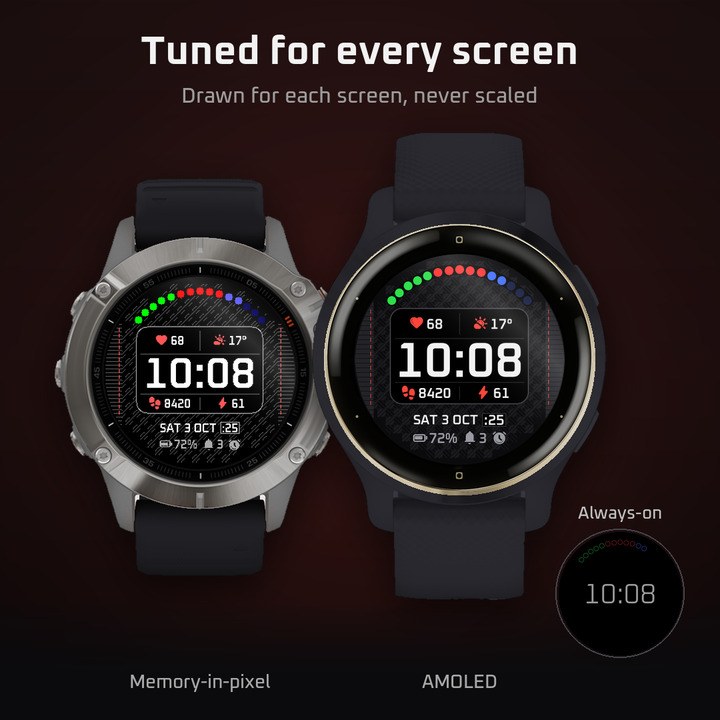 Tuned for every screen
Drawn for each screen, never scaled
68 17°
10:08
8420 61
SAT 3 OCT :25
72% 3
68 17°
10:08
8420 61
SAT 3 OCT :25
72% 3
Always-on
10:08
Memory-in-pixel
AMOLED